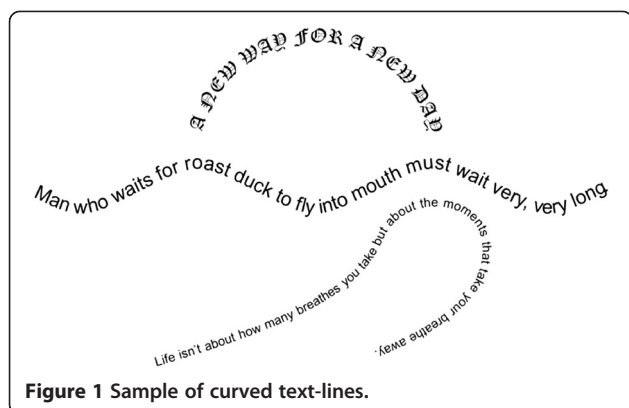 A NEW WAY FOR A NEW DAY
Man who waits for roast duck to fly into mouth must wait very, very long.
Life isn't about how many breathes you take but about the moments that take your breathe away.
Figure 1 Sample of curved text-lines.